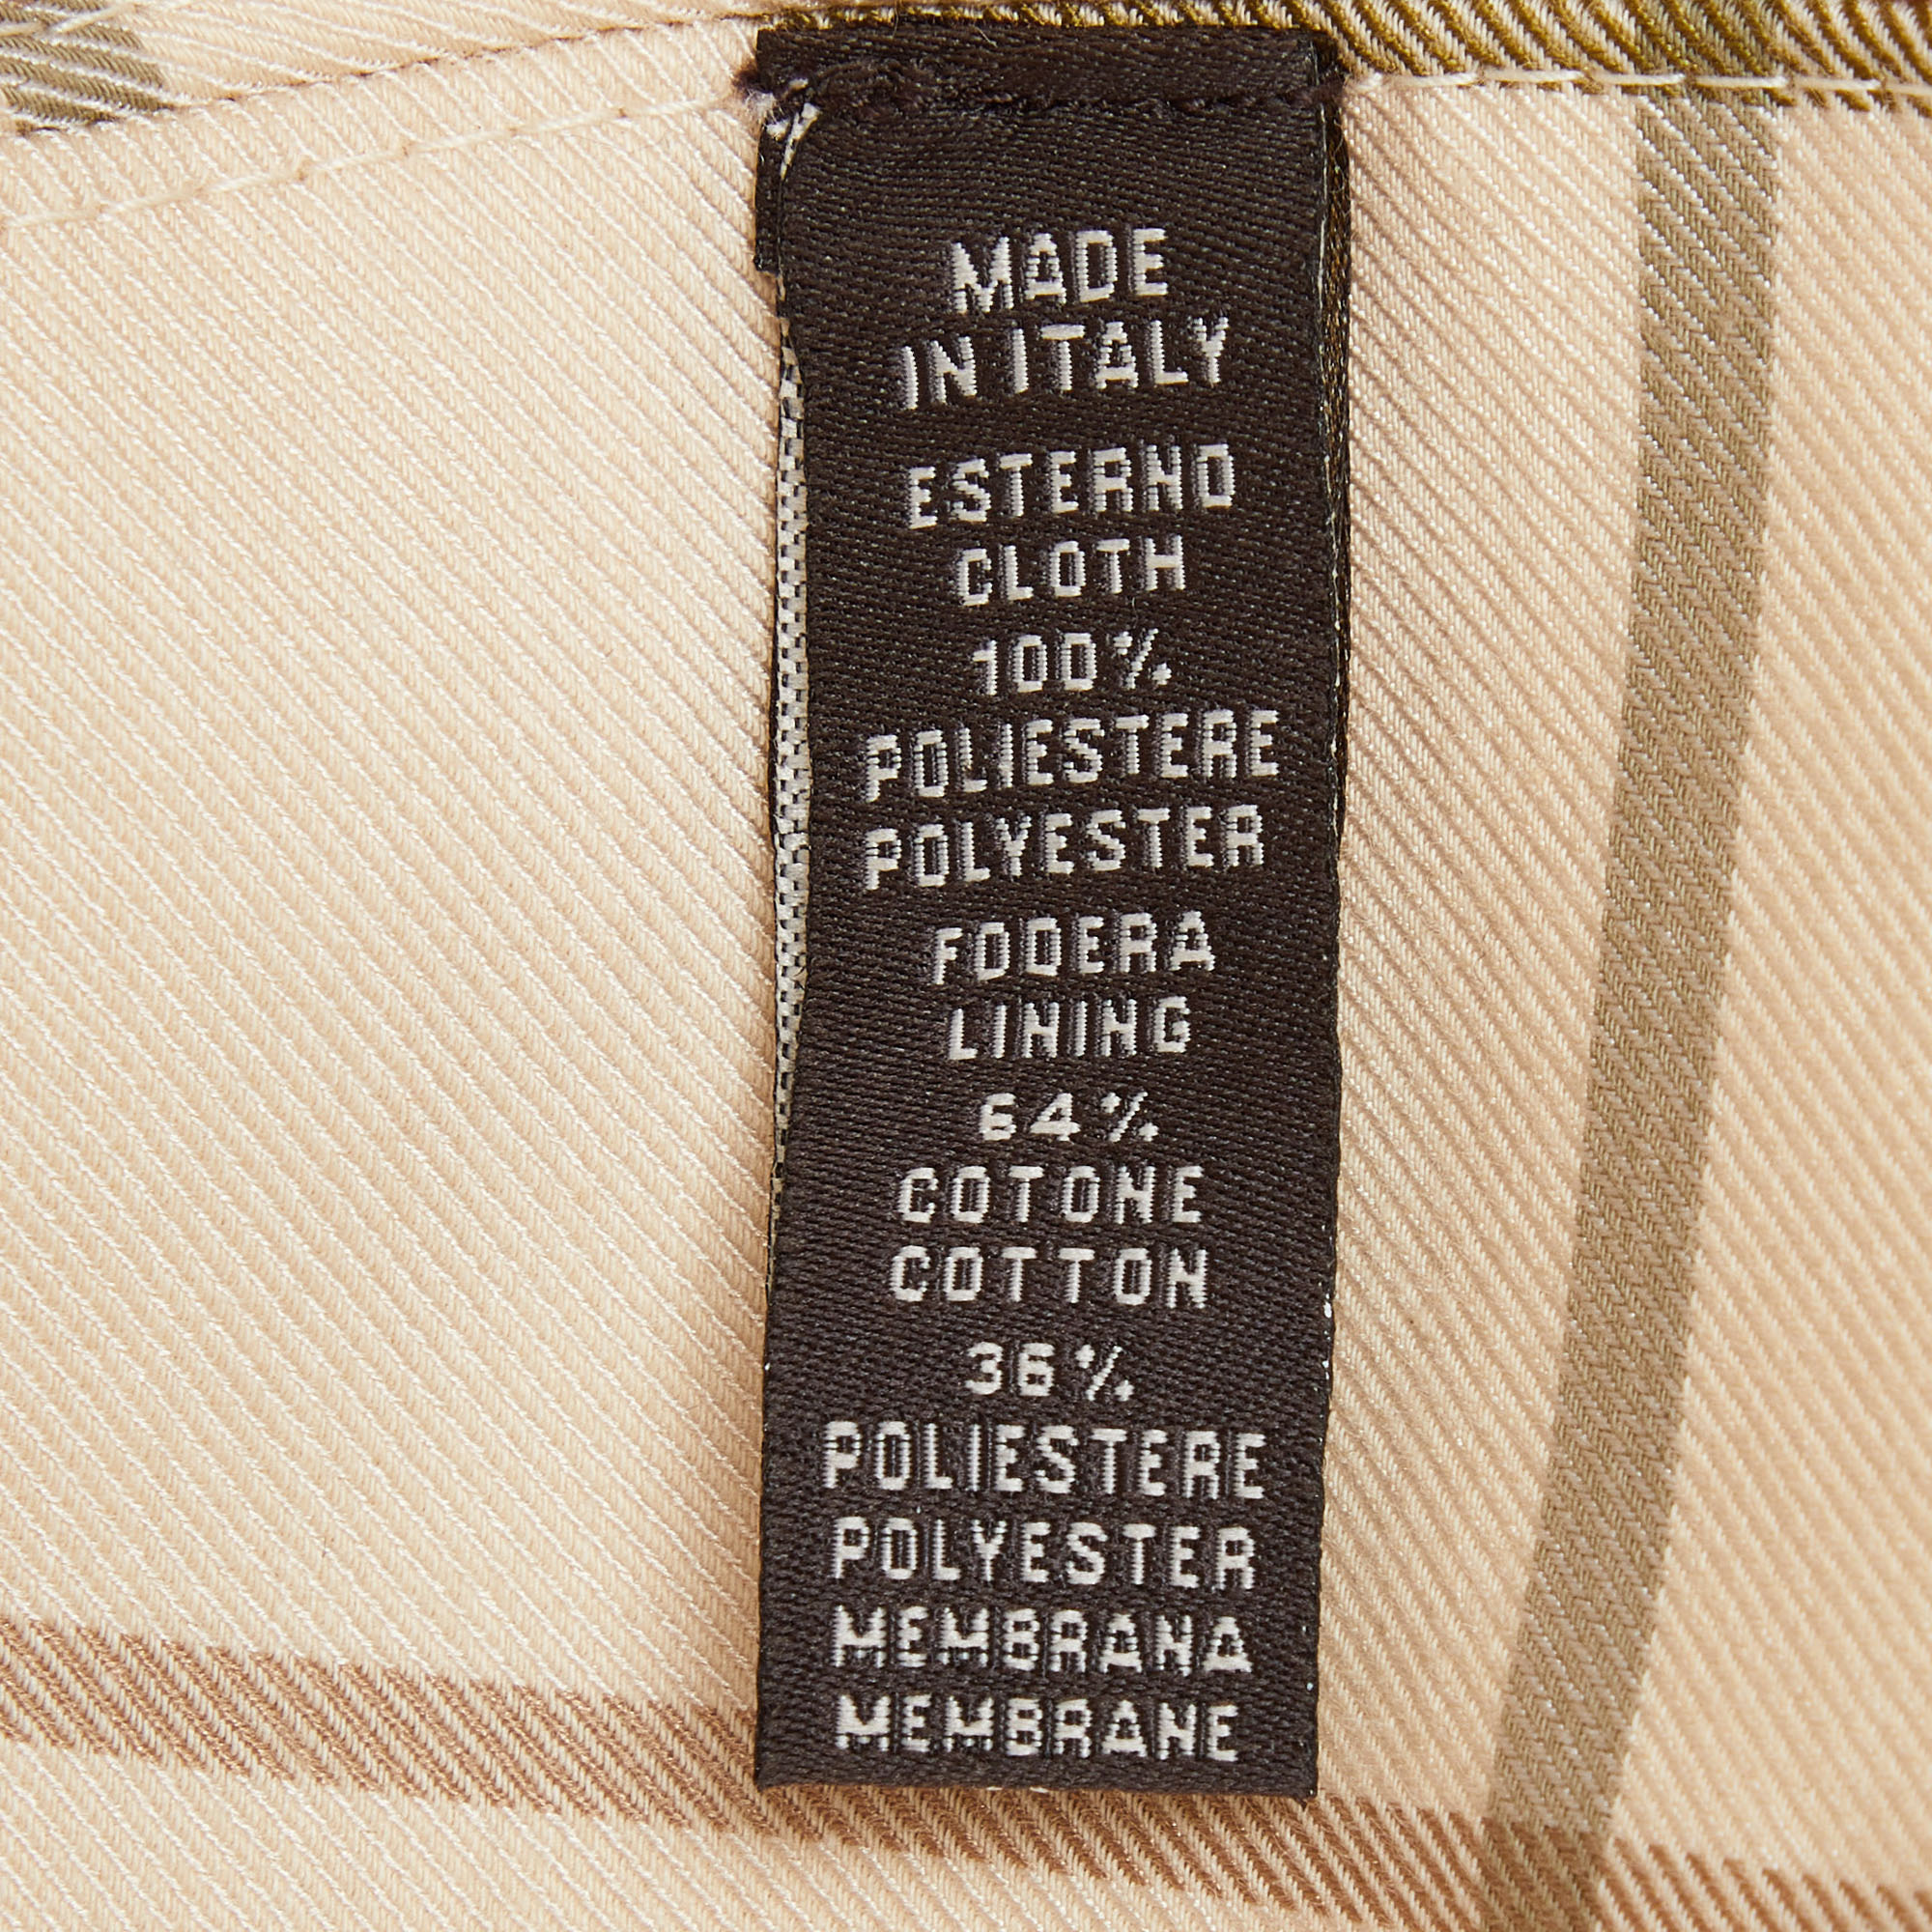 MADE
IN ITALY
ESTERNO
CLOTH
100%
POLIESTERE
POLYESTER
FODERA
LINING
64%
COTONE
COTTON
36%
POLIESTERE
POLYESTER
MEMBRANA
MEMBRANE